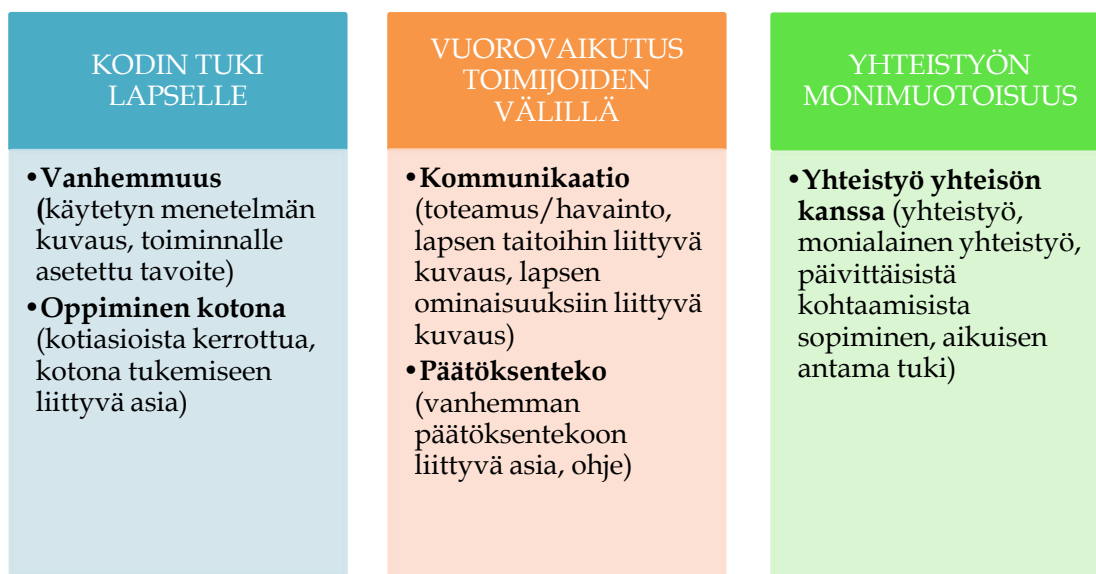 KODIN TUKI
LAPSELLE
•Vanhemmuus
(käytetyn menetelmän
kuvaus, toiminnalle
asetettu tavoite)
•Oppiminen kotona
(kotiasioista kerrottua,
kotona tukemiseen
liittyvä asia)
VUOROVAIKUTUS
TOIMIJOIDEN
VÄLILLÄ
•Kommunikaatio
(toteamus/havainto,
lapsen taitoihin liittyvä
kuvaus, lapsen
ominaisuuksiin liittyvä
kuvaus)
•Päätöksenteko
(vanhemman
päätöksentekoon
liittyvä asia, ohje)
YHTEISTYÖN
MONIMUOTOISUUS
•Yhteistyö yhteisön
kanssa (yhteistyö,
monialainen yhteistyö,
päivittäisistä
kohtaamisista
sopiminen, aikuisen
antama tuki)